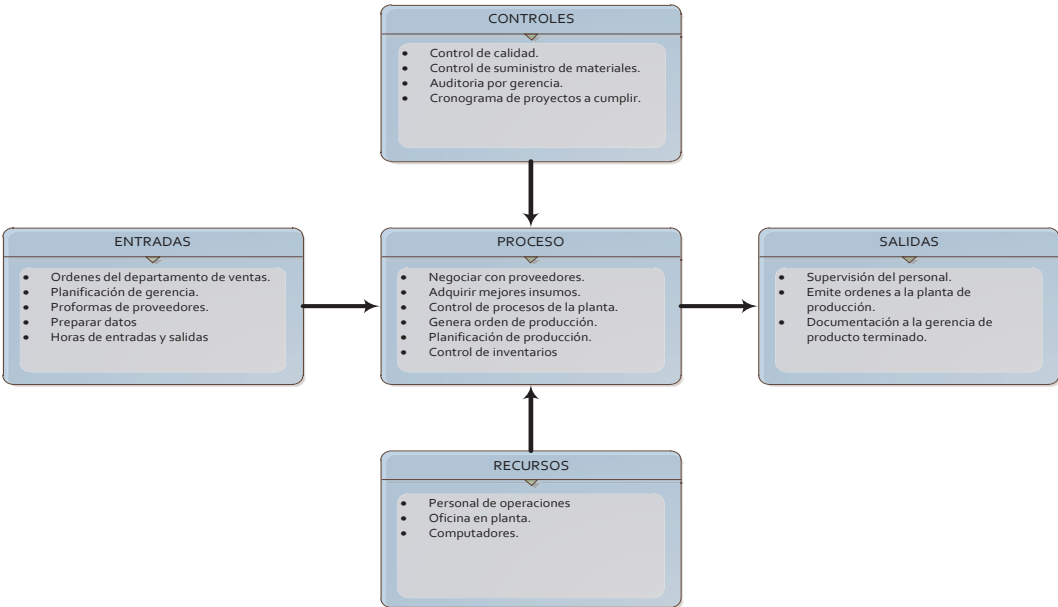 CONTROLES
• Control de calidad.
• Control de suministro de materiales.
• Auditoria por gerencia.
• Cronograma de proyectos a cumplir.
ENTRADAS
• Ordenes del departamento de ventas.
• Planificación de gerencia.
• Proformas de proveedores.
• Preparar datos
• Horas de entradas y salidas
PROCESO
• Negociar con proveedores.
• Adquirir mejores insumos.
• Control de procesos de la planta.
• Genera orden de producción.
• Planificación de producción.
• Control de inventarios
SALIDAS
• Supervisión del personal.
• Emite ordenes a la planta de
producción.
• Documentación a la gerencia de
producto terminado.
RECURSOS
• Personal de operaciones
• Oficina en planta.
• Computadores.